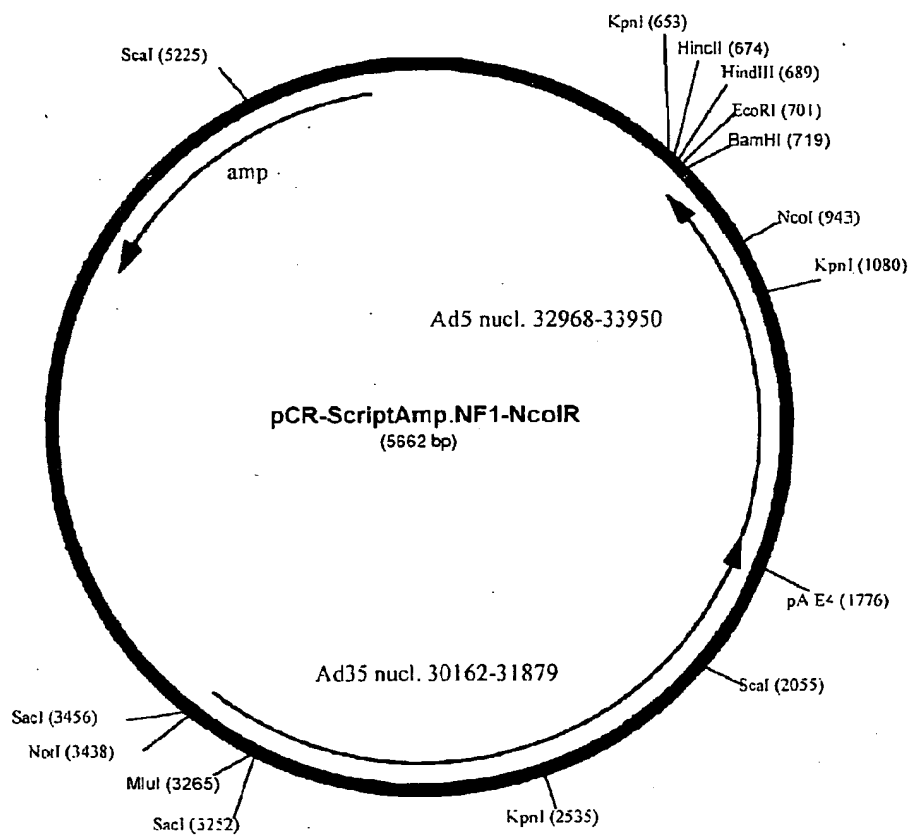 KpnI (653)
HincII (674)
HindIII (689)
EcoRI (701)
BamHI (719)
ScaI (5225)
amp
NcoI (943)
KpnI (1080)
Ad5 nucl. 32968-33950
pCR-ScriptAmp.NF1-NcoIR
(5662 bp)
pA E4 (1776)
Ad35 nucl. 30162-31879
ScaI (2055)
SacI (3456)
NotI (3438)
MluI (3265)
SacI (3252)
KpnI (2535)